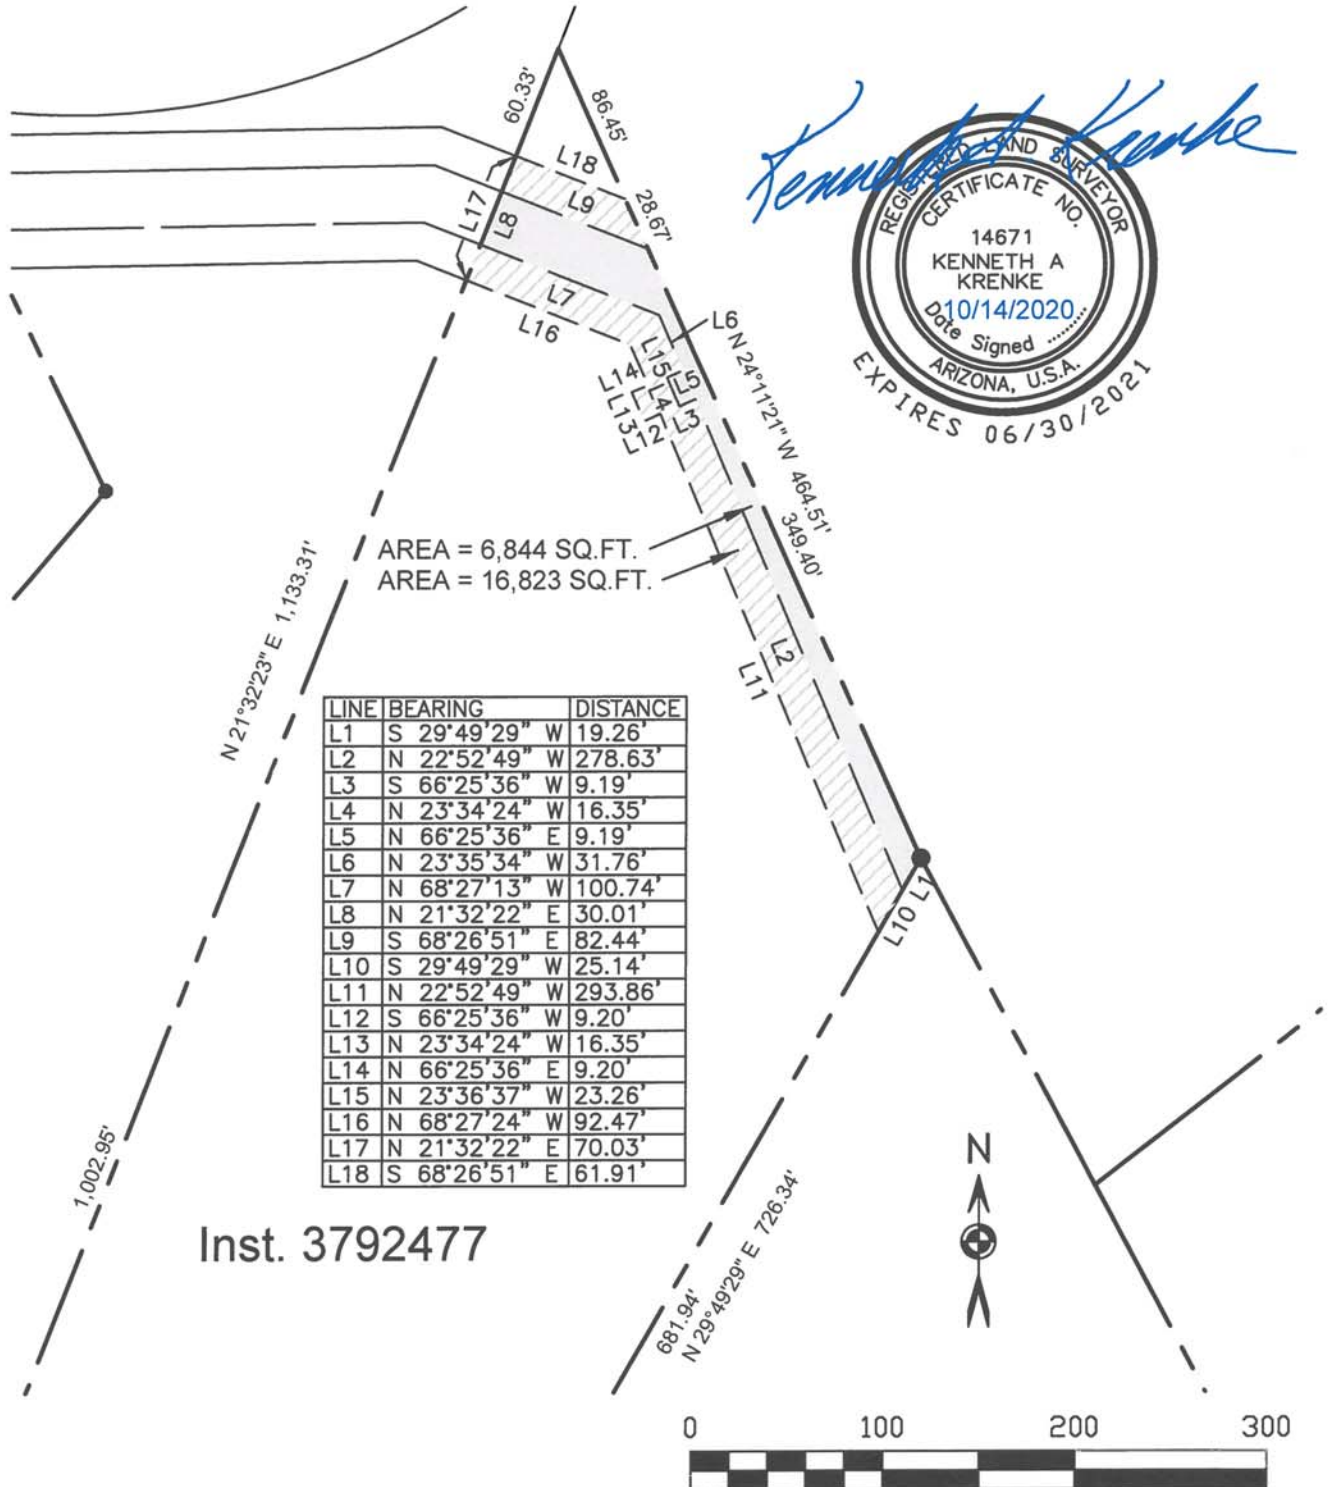 60.33'
86.45'
L18
L9
28.67'
L17
L8
L7
L16
L6
N 24°11'21" W 464.51'
349.40'
L15
L5
L14
L4
L3
L13
L12
AREA = 6,844 SQ.FT.
AREA = 16,823 SQ.FT.
L2
L11
L10 L1
N 21°32'23" E 1,133.31'
1,002.95'
REGISTERED LAND SURVEYOR
CERTIFICATE NO.
14671
KENNETH A
KRENKE
10/14/2020
Date Signed ..........
ARIZONA, U.S.A.
EXPIRES 06/30/2021
Kenneth A. Krenke
LINE BEARING DISTANCE
L1 S 29°49'29" W 19.26'
L2 N 22°52'49" W 278.63'
L3 S 66°25'36" W 9.19'
L4 N 23°34'24" W 16.35'
L5 N 66°25'36" E 9.19'
L6 N 23°35'34" W 31.76'
L7 N 68°27'13" W 100.74'
L8 N 21°32'22" E 30.01'
L9 S 68°26'51" E 82.44'
L10 S 29°49'29" W 25.14'
L11 N 22°52'49" W 293.86'
L12 S 66°25'36" W 9.20'
L13 N 23°34'24" W 16.35'
L14 N 66°25'36" E 9.20'
L15 N 23°36'37" W 23.26'
L16 N 68°27'24" W 92.47'
L17 N 21°32'22" E 70.03'
L18 S 68°26'51" E 61.91'
Inst. 3792477
681.94'
N 29°49'29" E 726.34'
N
0 100 200 300